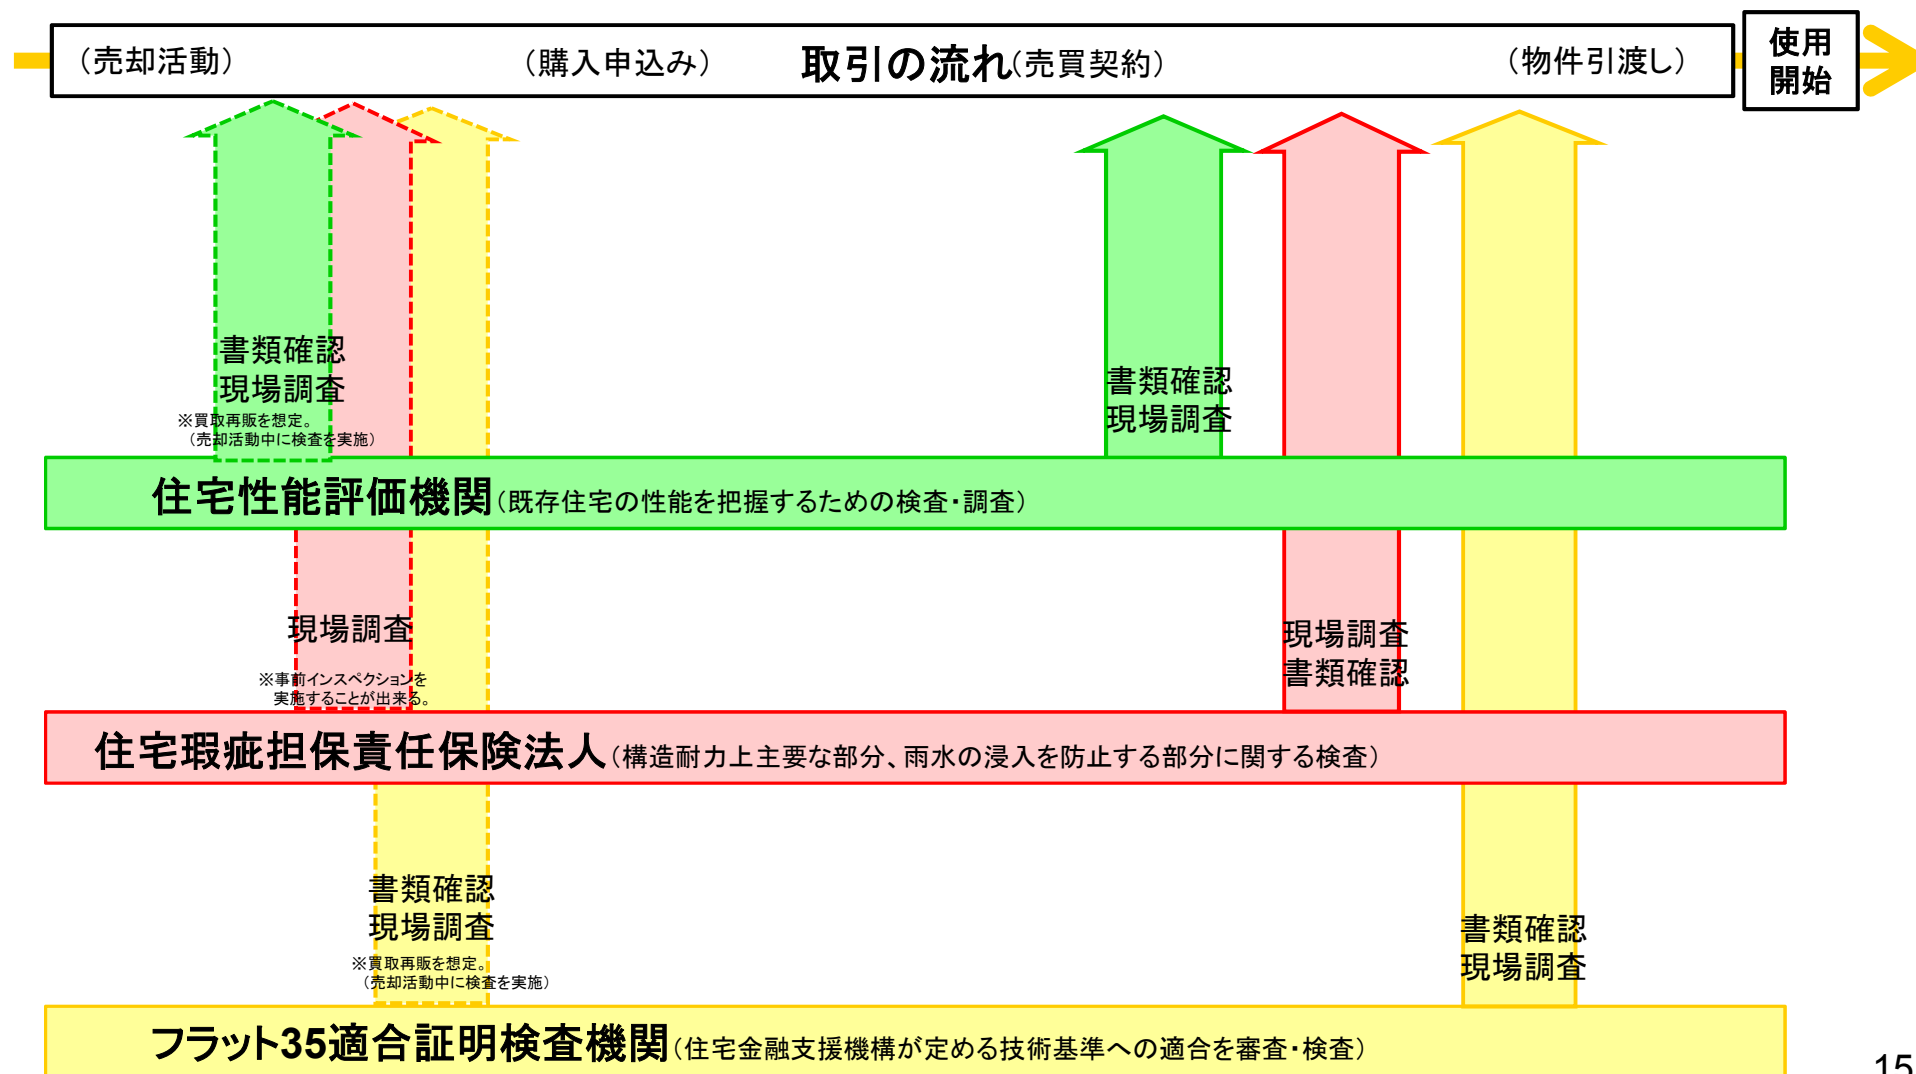 （売却活動）　（購入申込み）　取引の流れ（売買契約）　（物件引渡し）
使用
開始
書類確認
現場調査
※買取再販を想定。
（売却活動中に検査を実施）
書類確認
現場調査
住宅性能評価機関（既存住宅の性能を把握するための検査・調査）
現場調査
※事前インスペクションを
実施することが出来る。
現場調査
書類確認
住宅瑕疵担保責任保険法人（構造耐力上主要な部分、雨水の浸入を防止する部分に関する検査）
書類確認
現場調査
※買取再販を想定。
（売却活動中に検査を実施）
書類確認
現場調査
フラット35適合証明検査機関（住宅金融支援機構が定める技術基準への適合を審査・検査）
15